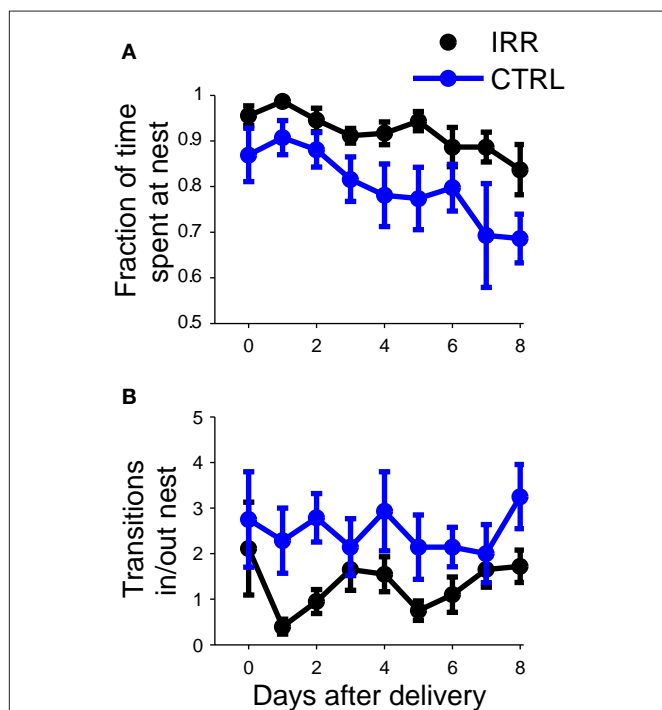 A
IRR
CTRL
Fraction of time
spent at nest
1
0.9
0.8
0.7
0.6
0.5
0 2 4 6 8
B
Transitions
in/out nest
5
4
3
2
1
0
0 2 4 6 8
Days after delivery